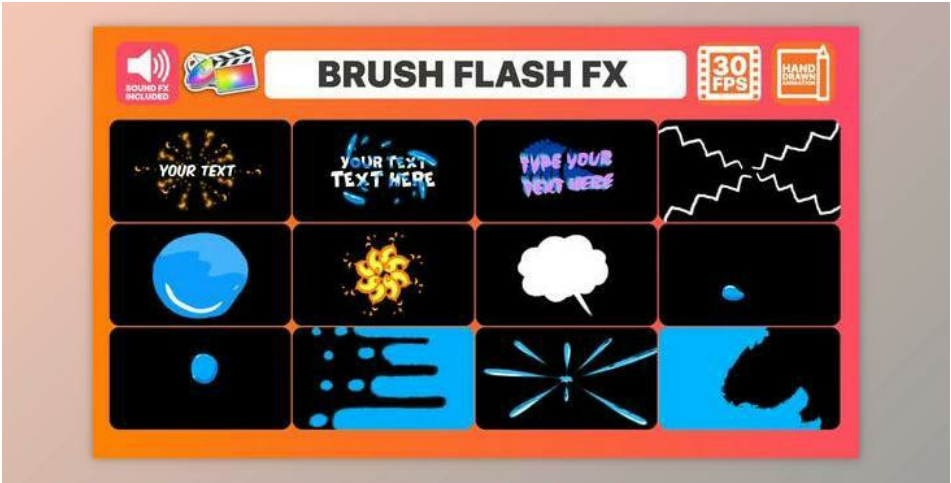 SOUND FX
INCLUDED
BRUSH FLASH FX
30
FPS
HAND
DRAWN
ANIMATION
YOUR TEXT
YOUR TEXT
TEXT HERE
TYPE YOUR
TEXT HERE